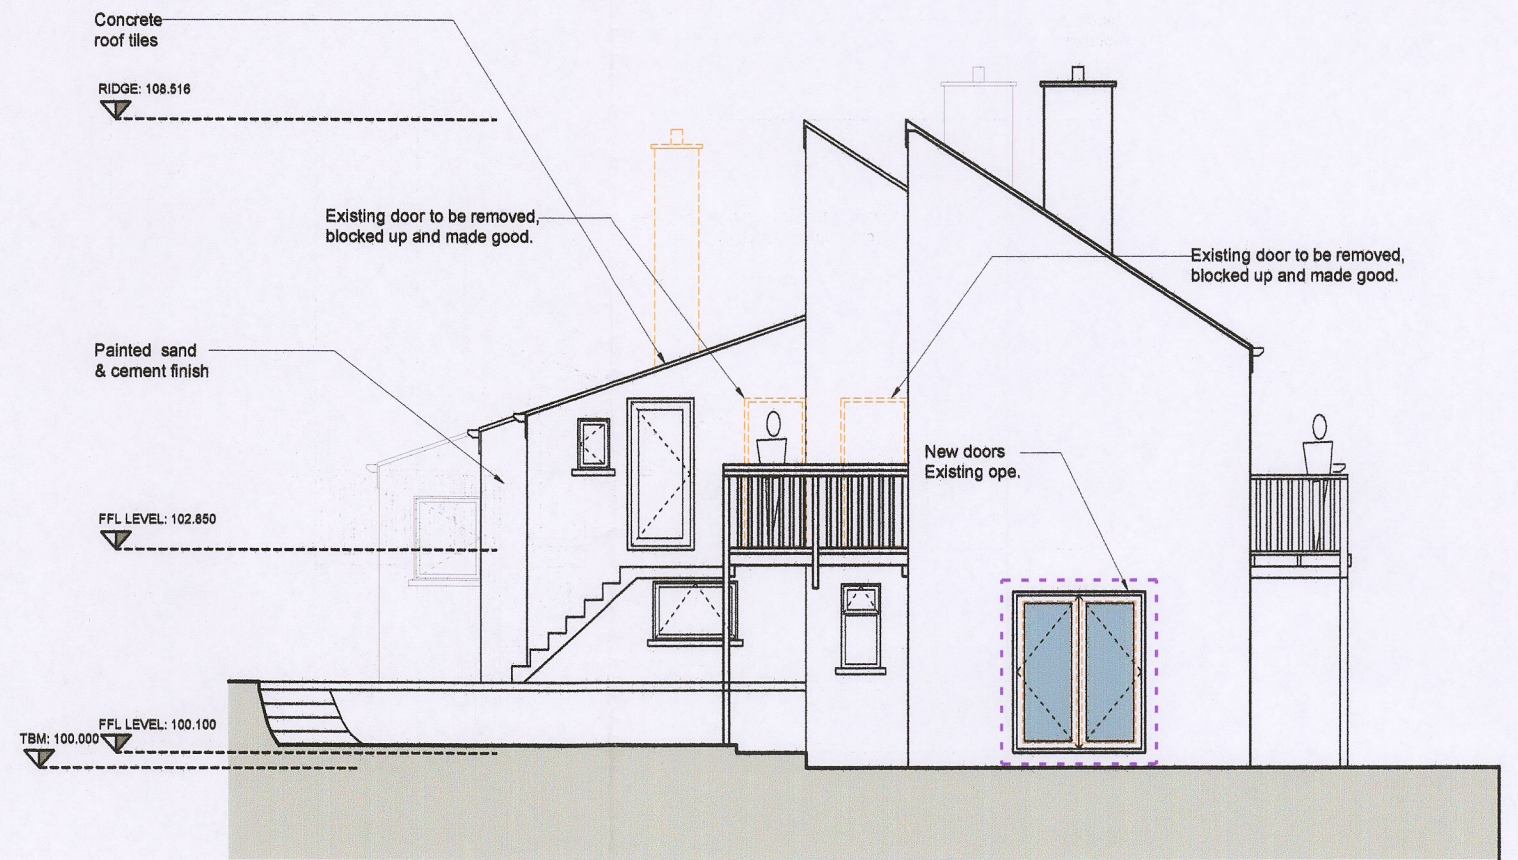 Concrete
roof tiles
RIDGE: 108.516
Existing door to be removed,
blocked up and made good.
Existing door to be removed,
blocked up and made good.
Painted sand
& cement finish
New doors
Existing ope.
FFL LEVEL: 102.850
FFL LEVEL: 100.100
TBM: 100.000